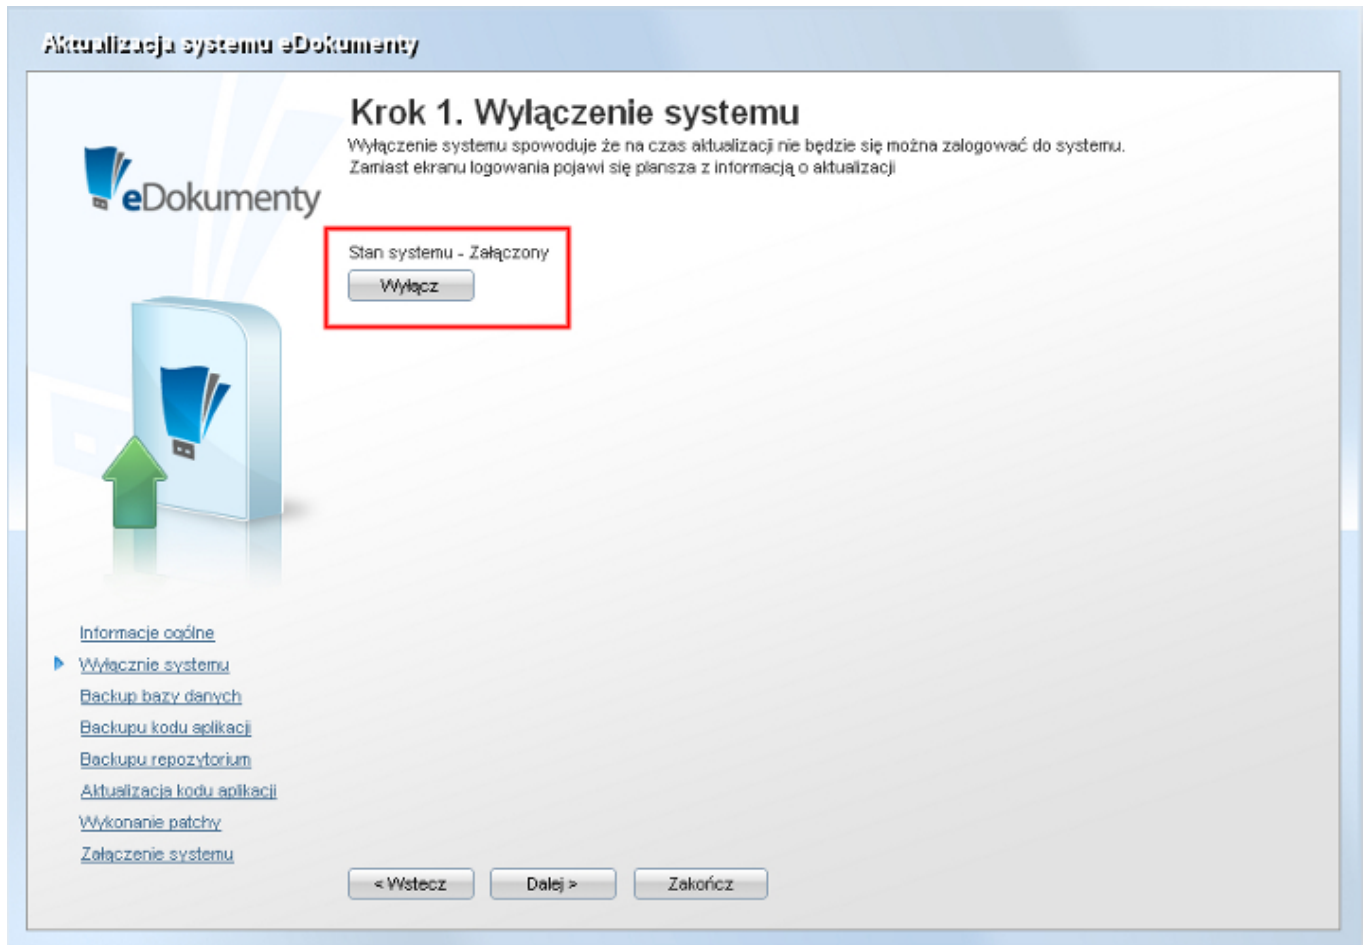 Aktualizacja systemu eDokumenty
Krok 1. Wyłączenie systemu
Wyłączenie systemu spowoduje że na czas aktualizacji nie będzie się można zalogować do systemu.
Zamiast ekranu logowania pojawi się plansza z informacją o aktualizacji
eDokumenty
Stan systemu - Załączony
Wyłącz
Informacje ogólne
Wyłącznie systemu
Backup bazy danych
Backupu kodu aplikacji
Backupu repozytorium
Aktualizacja kodu aplikacji
Wykonanie patchy
Załączenie systemu
< Wstecz Dalej > Zakończ